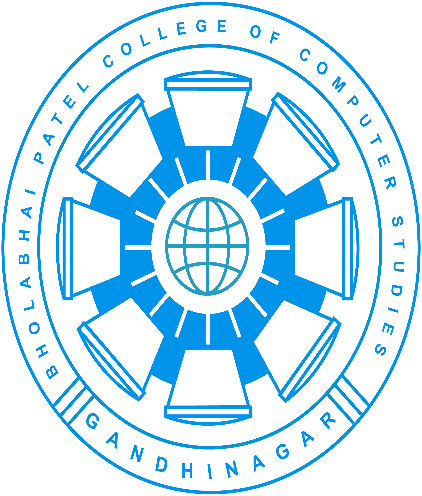 BHOLABHAI PATEL COLLEGE OF COMPUTER STUDIES
GANDHINAGAR